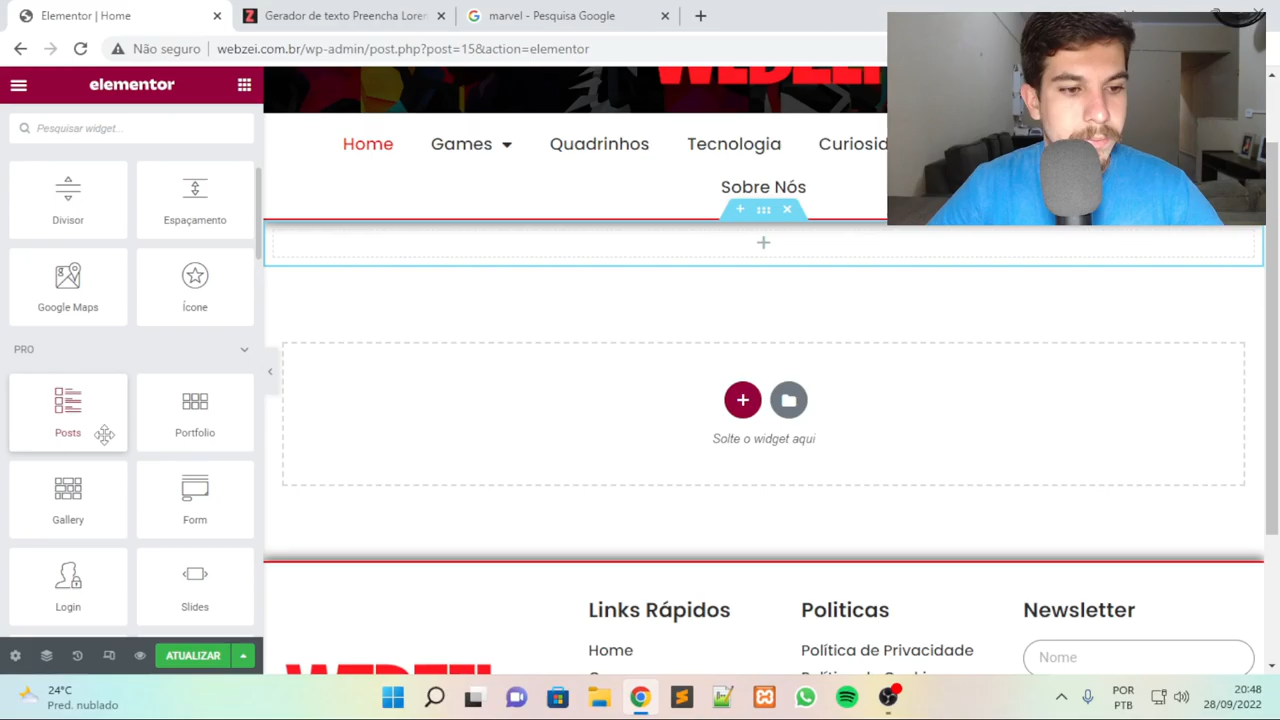 Elementor | Home
Gerador de texto Preencha Loren
marvel - Pesquisa Google
Não seguro
webzei.com.br/wp-admin/post.php?post=15&action=elementor
elementor
Pesquisar widget...
Divisor
Espaçamento
Google Maps
Ícone
PRO
Posts
Portfolio
Gallery
Form
Login
Slides
ATUALIZAR
Home
Games
Quadrinhos
Tecnologia
Curiosid
Sobre Nós
Solte o widget aqui
Links Rápidos
Politicas
Newsletter
Home
Política de Privacidade
Nome
24°C
Pred. nublado
POR
PTB
20:48
28/09/2022